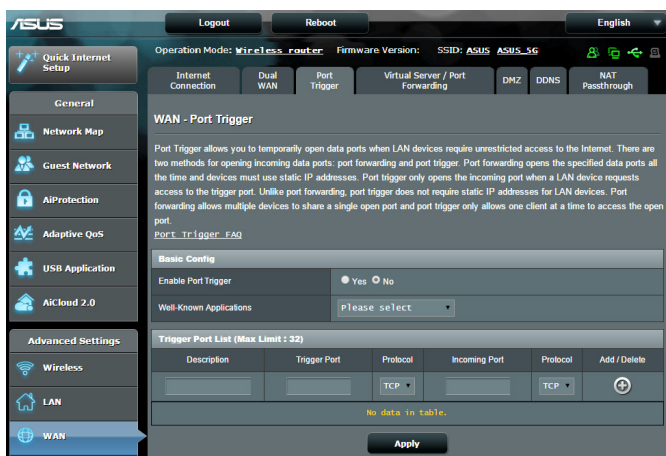 ASUS
Logout
Reboot
English
Quick Internet Setup
Operation Mode: Wireless router Firmware Version: SSID: ASUS ASUS_5G
Internet Connection
Dual WAN
Port Trigger
Virtual Server / Port Forwarding
DMZ
DDNS
NAT Passthrough
General
Network Map
Guest Network
AiProtection
Adaptive QoS
USB Application
AiCloud 2.0
Advanced Settings
Wireless
LAN
WAN
WAN - Port Trigger
Port Trigger allows you to temporarily open data ports when LAN devices require unrestricted access to the Internet. There are
two methods for opening incoming data ports: port forwarding and port trigger. Port forwarding opens the specified data ports all
the time and devices must use static IP addresses. Port trigger only opens the incoming port when a LAN device requests
access to the trigger port. Unlike port forwarding, port trigger does not require static IP addresses for LAN devices. Port
forwarding allows multiple devices to share a single open port and port trigger only allows one client at a time to access the open
port.
Port Trigger FAQ
Basic Config
Enable Port Trigger Yes No
Well-Known Applications Please select
Trigger Port List (Max Limit : 32)
Description Trigger Port Protocol Incoming Port Protocol Add / Delete
TCP TCP
No data in table.
Apply